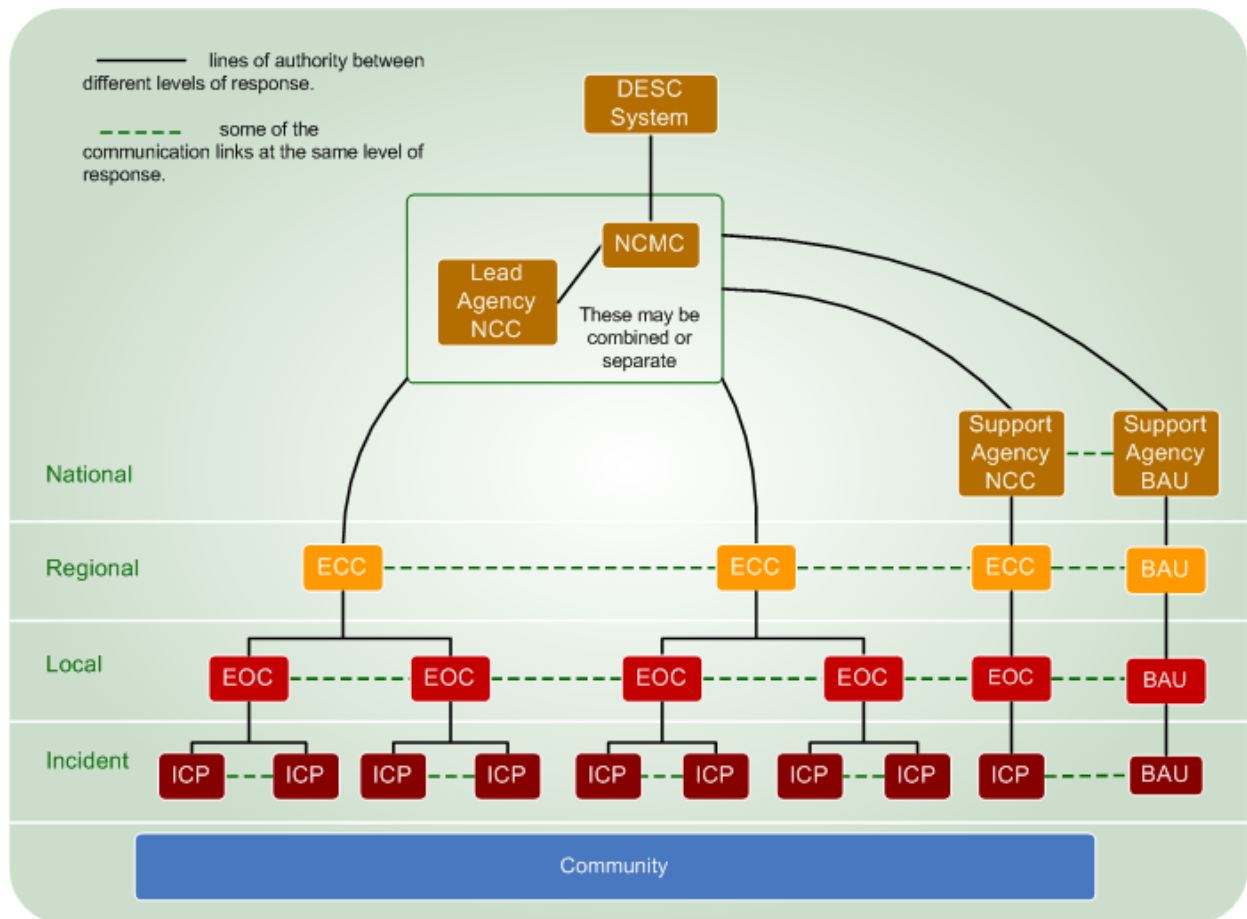 lines of authority between
different levels of response.
some of the
communication links at the same level of
response.
DESC
System
NCMC
Lead
Agency
NCC
These may be
combined or
separate
Support
Agency
NCC
Support
Agency
BAU
National
Regional
ECC
ECC
ECC
BAU
Local
EOC
EOC
EOC
EOC
EOC
BAU
Incident
ICP
ICP
ICP
ICP
ICP
ICP
ICP
ICP
ICP
BAU
Community